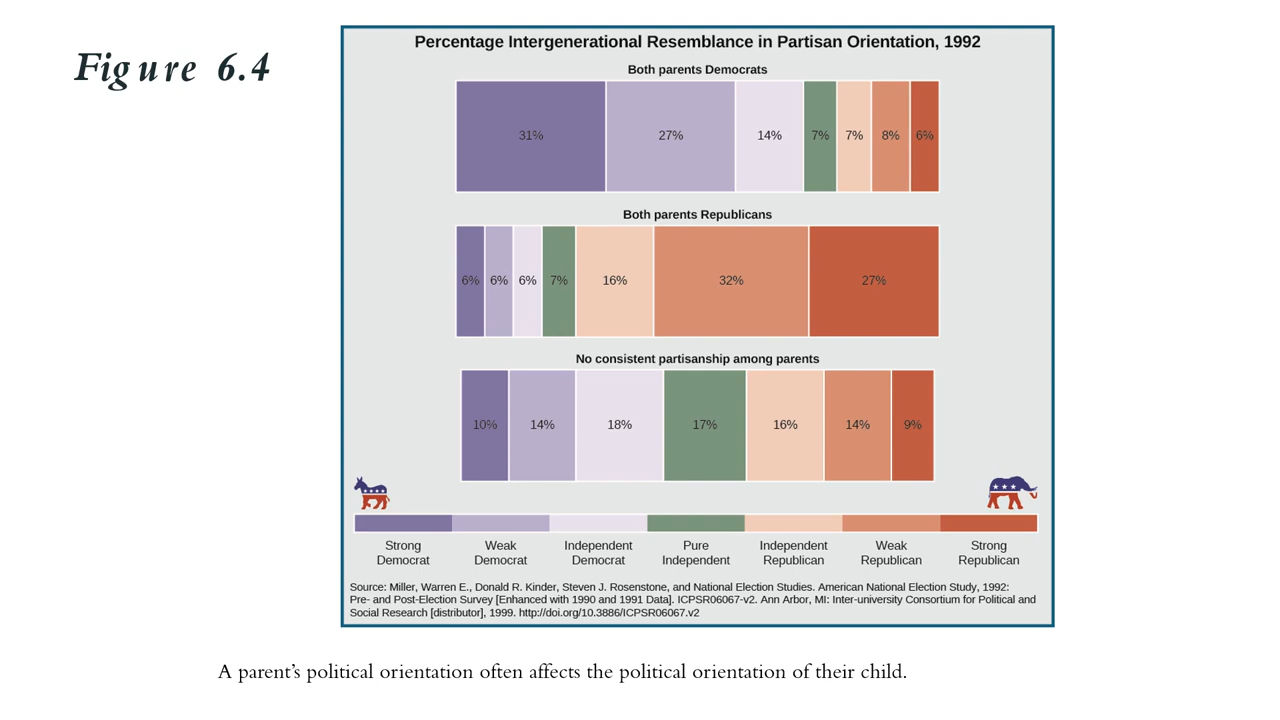 Figure 6.4
Percentage Intergenerational Resemblance in Partisan Orientation, 1992
Both parents Democrats
31% 27% 14% 7% 7% 8% 6%
Both parents Republicans
6% 6% 6% 7% 16% 32% 27%
No consistent partisanship among parents
10% 14% 18% 17% 16% 14% 9%
Strong Weak Independent Pure Independent Weak Strong
Democrat Democrat Democrat Independent Republican Republican Republican
Source: Miller, Warren E., Donald R. Kinder, Steven J. Rosenstone, and National Election Studies. American National Election Study, 1992:
Pre- and Post-Election Survey [Enhanced with 1990 and 1991 Data]. ICPSR06067-v2. Ann Arbor, MI: Inter-university Consortium for Political and
Social Research [distributor], 1999. http://doi.org/10.3886/ICPSR06067.v2
A parent’s political orientation often affects the political orientation of their child.